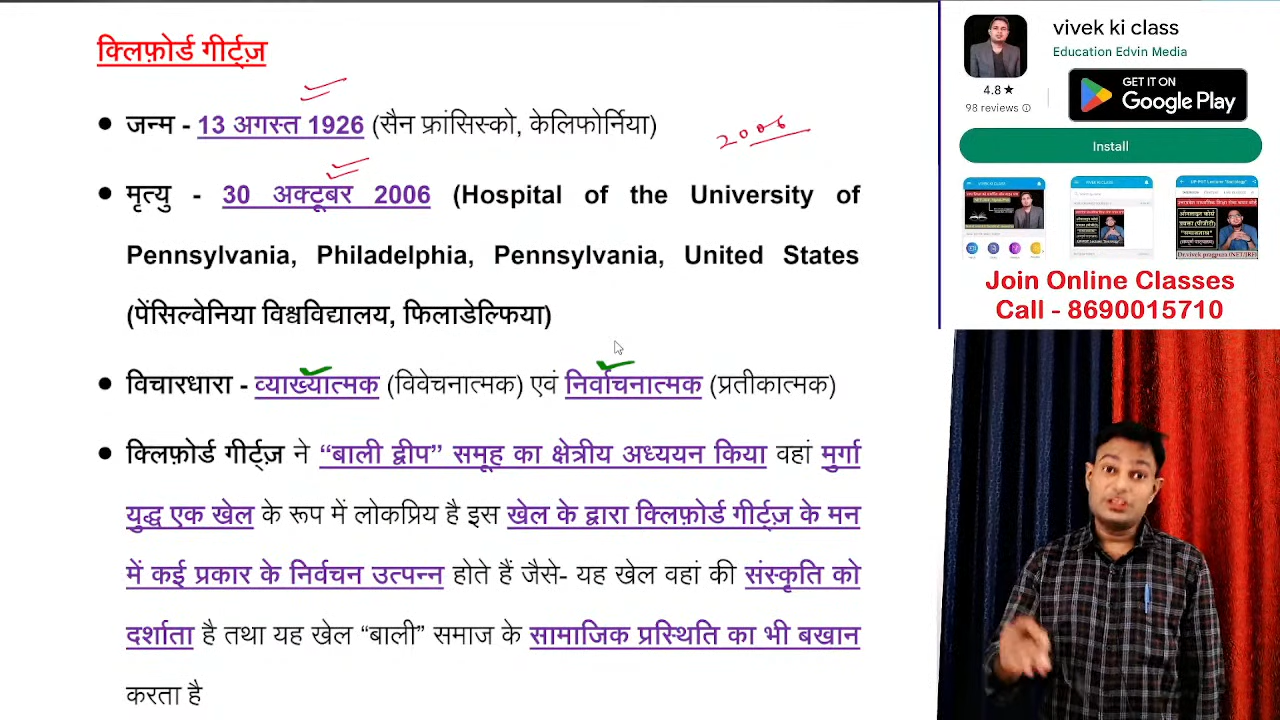 क्लिफ़ोर्ड गीर्ट्ज़
• जन्म - 13 अगस्त 1926 (सैन फ्रांसिस्को, केलिफोर्निया)
2006
• मृत्यु - 30 अक्टूबर 2006 (Hospital of the University of
Pennsylvania, Philadelphia, Pennsylvania, United States
(पेंसिल्वेनिया विश्वविद्यालय, फिलाडेल्फिया)
• विचारधारा - व्याख्यात्मक (विवेचनात्मक) एवं निर्वाचनात्मक (प्रतीकात्मक)
• क्लिफ़ोर्ड गीर्ट्ज़ ने “बाली द्वीप” समूह का क्षेत्रीय अध्ययन किया वहां मुर्गा
युद्ध एक खेल के रूप में लोकप्रिय है इस खेल के द्वारा क्लिफ़ोर्ड गीर्ट्ज़ के मन
में कई प्रकार के निर्वचन उत्पन्न होते हैं जैसे- यह खेल वहां की संस्कृति को
दर्शाता है तथा यह खेल “बाली” समाज के सामाजिक प्रस्थिति का भी बखान
करता है
vivek ki class
Education Edvin Media
4.8★
98 reviews
GET IT ON
Google Play
Install
Join Online Classes
Call - 8690015710